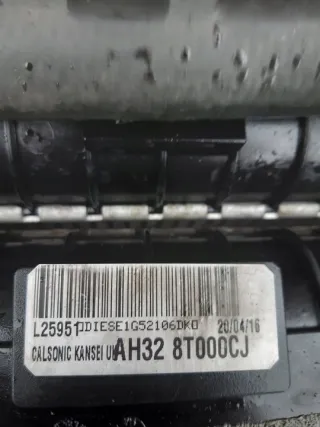 L25951 DIESE1G52106DK0 20/04/16
CALSONIC KANSEI UK AH32 8T000CJ